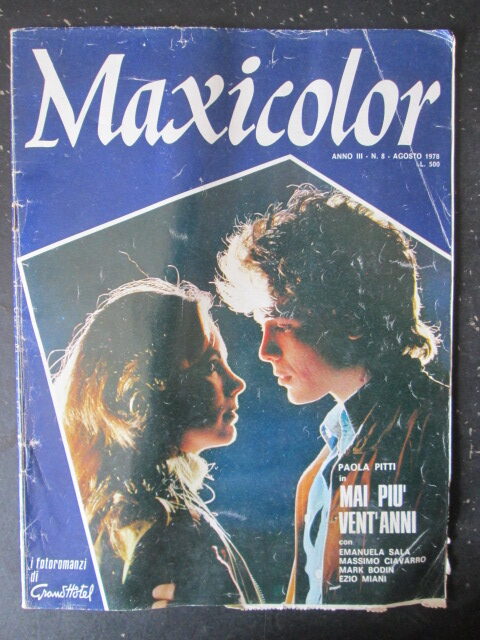 Maxicolor
ANNO III - N. 8 - AGOSTO 1978
L. 500
PAOLA PITTI
in
MAI PIU'
VENT'ANNI
con
EMANUELA SALA
MASSIMO CIAVARRO
MARK BODIN
EZIO MIANI
i fotoromanzi
di
Grand Hôtel